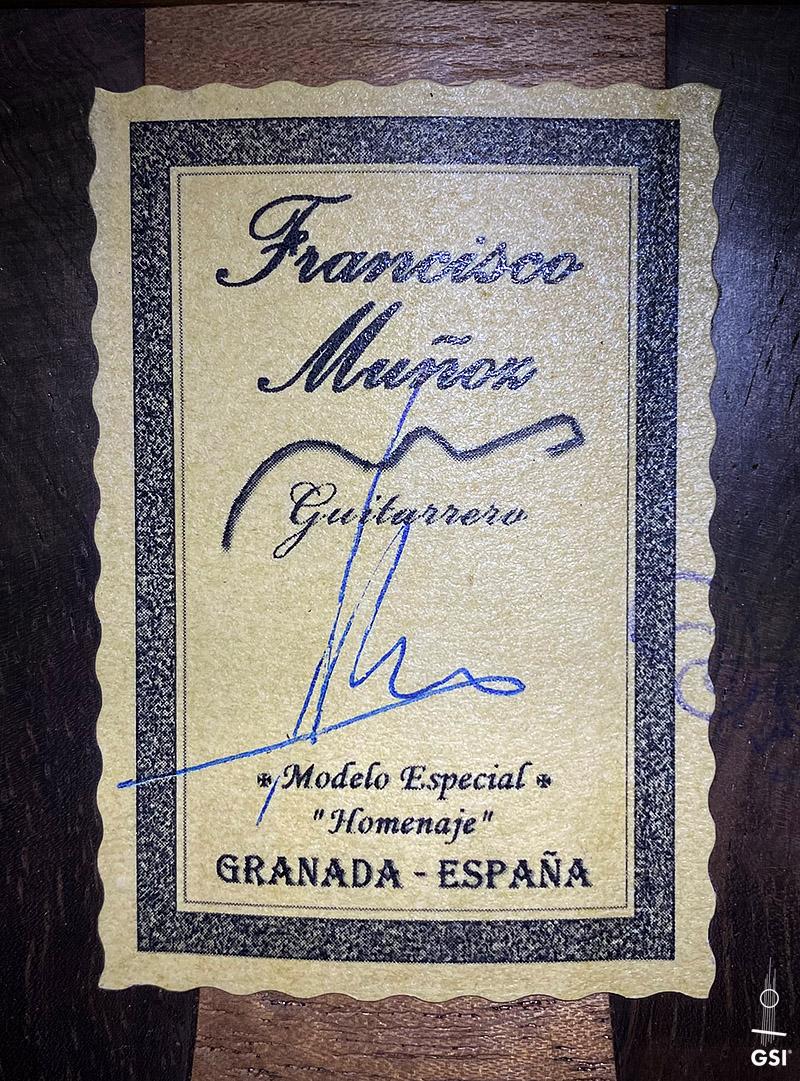 Francisco
Muñoz
Guitarrero
Modelo Especial
"Homenaje"
GRANADA - ESPAÑA
GSI